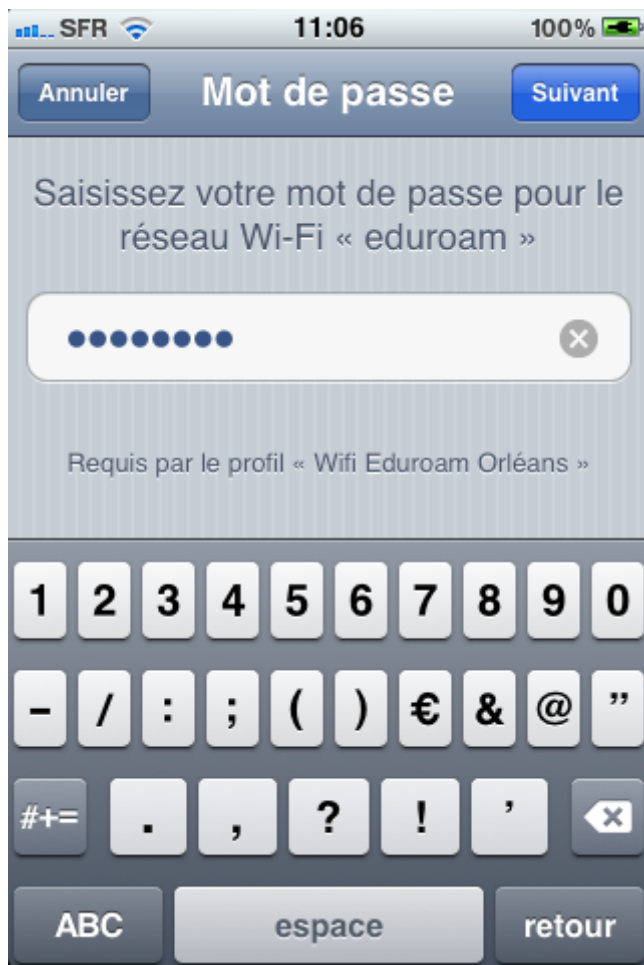 SFR 11:06 100%
Annuler Mot de passe Suivant
Saisissez votre mot de passe pour le
réseau Wi-Fi « eduroam »
••••••••
Requis par le profil « Wifi Eduroam Orléans »
1 2 3 4 5 6 7 8 9 0
- / : ; ( ) € & @ ”
#+= . , ? ! ’
ABC espace retour